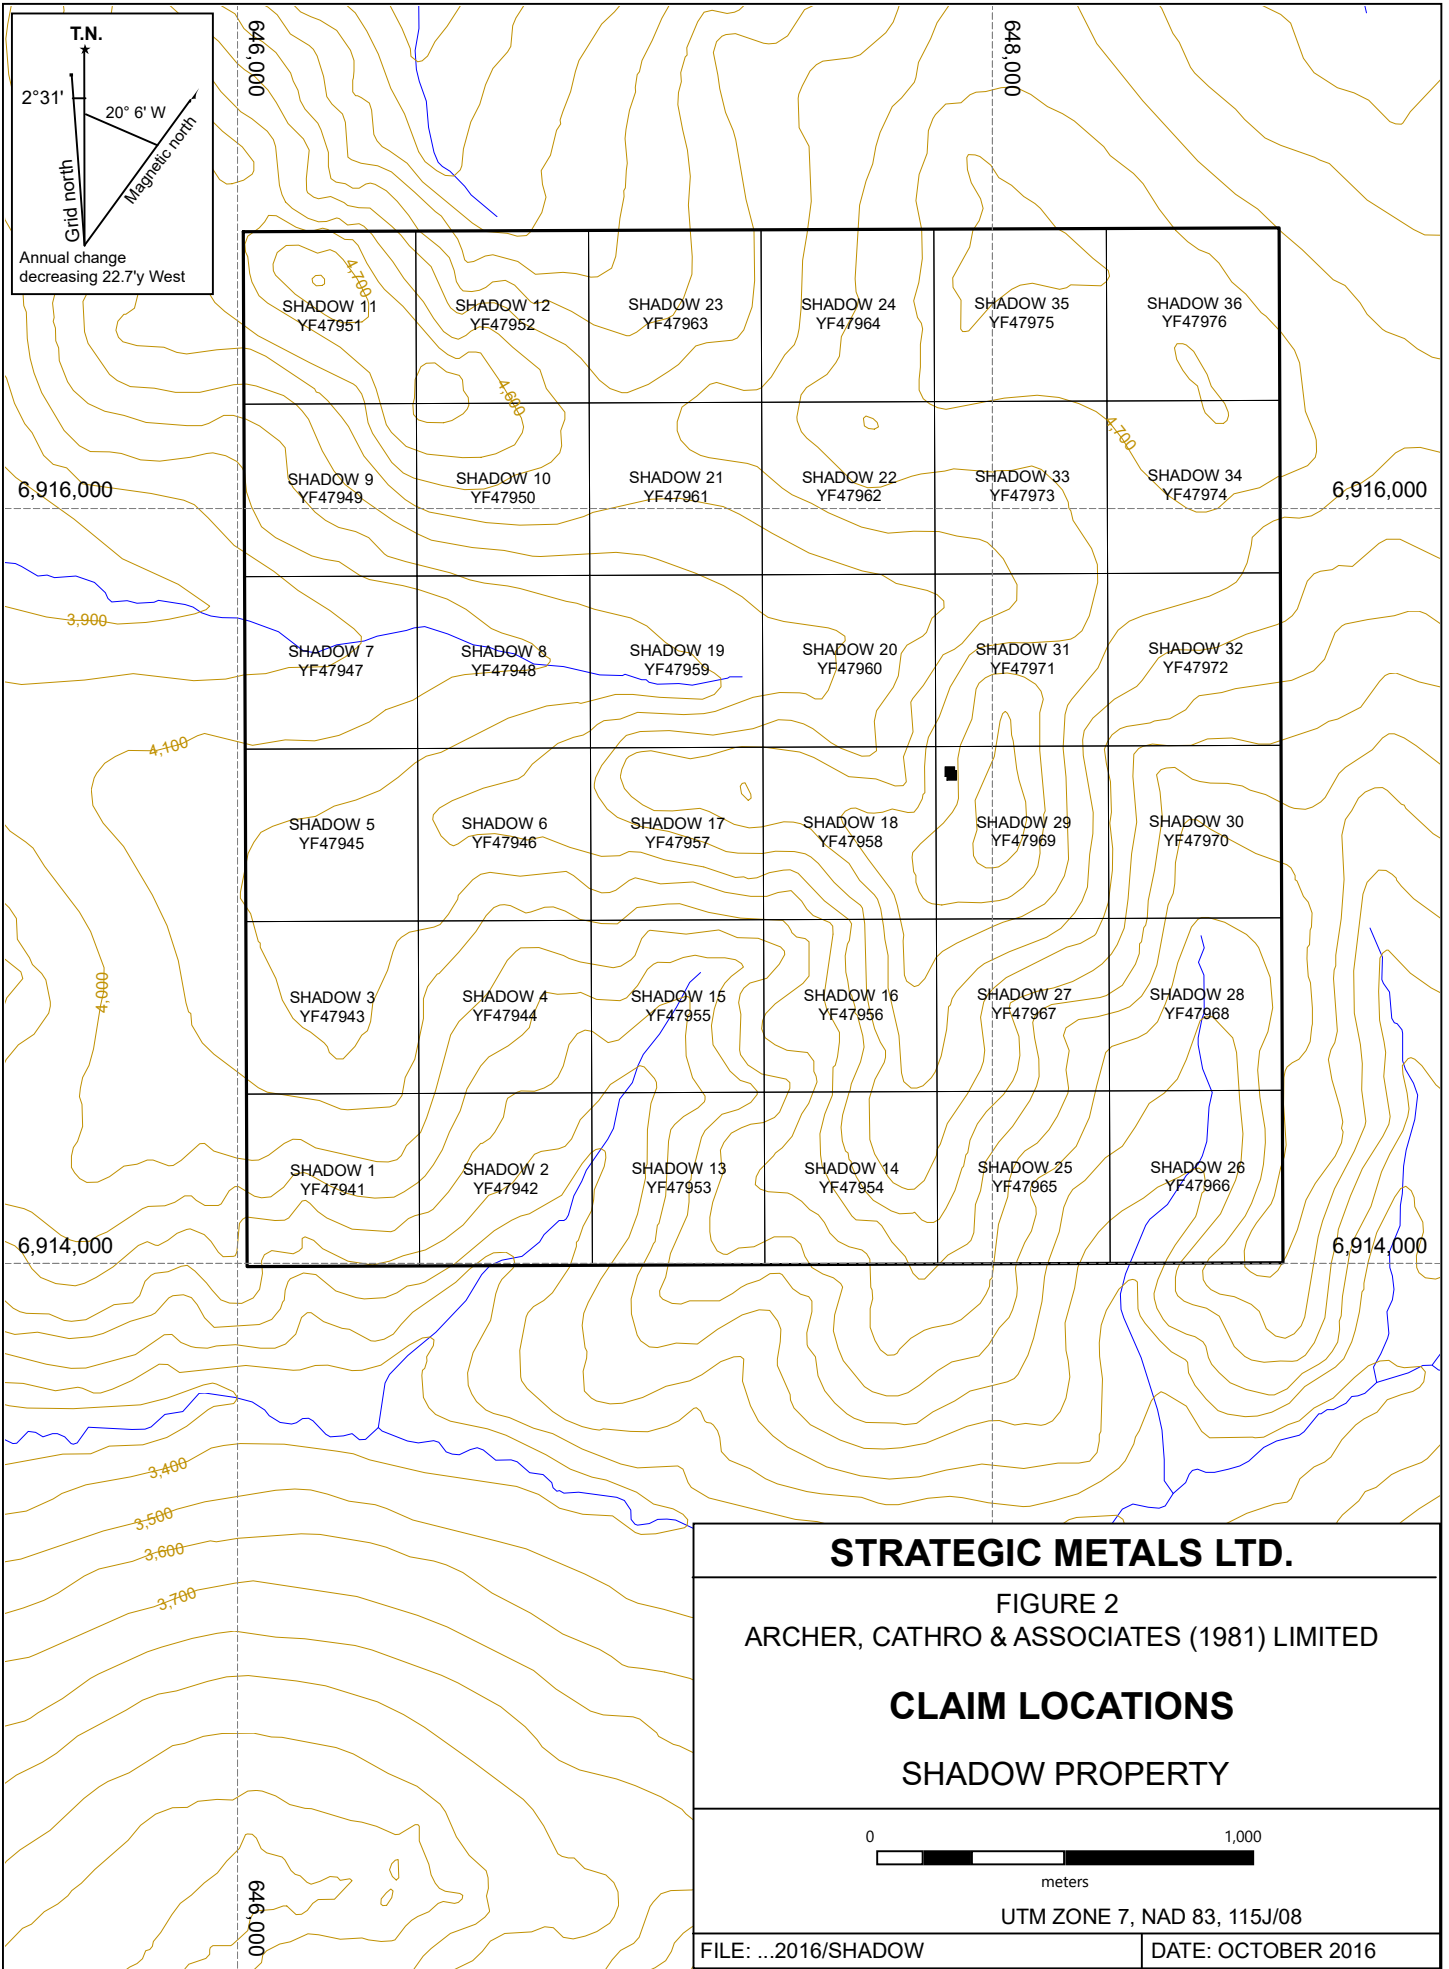 T.N.
2°31'
20° 6' W
Grid north
Magnetic north
Annual change
decreasing 22.7'y West
646,000
648,000
4,700
SHADOW 11
YF47951
SHADOW 12
YF47952
SHADOW 23
YF47963
SHADOW 24
YF47964
SHADOW 35
YF47975
SHADOW 36
YF47976
4,600
4,700
6,916,000
SHADOW 9
YF47949
SHADOW 10
YF47950
SHADOW 21
YF47961
SHADOW 22
YF47962
SHADOW 33
YF47973
SHADOW 34
YF47974
6,916,000
3,900
SHADOW 7
YF47947
SHADOW 8
YF47948
SHADOW 19
YF47959
SHADOW 20
YF47960
SHADOW 31
YF47971
SHADOW 32
YF47972
4,100
SHADOW 5
YF47945
SHADOW 6
YF47946
SHADOW 17
YF47957
SHADOW 18
YF47958
SHADOW 29
YF47969
SHADOW 30
YF47970
4,000
SHADOW 3
YF47943
SHADOW 4
YF47944
SHADOW 15
YF47955
SHADOW 16
YF47956
SHADOW 27
YF47967
SHADOW 28
YF47968
SHADOW 1
YF47941
SHADOW 2
YF47942
SHADOW 13
YF47953
SHADOW 14
YF47954
SHADOW 25
YF47965
SHADOW 26
YF47966
6,914,000
6,914,000
3,400
3,500
3,600
3,700
646,000
STRATEGIC METALS LTD.
FIGURE 2
ARCHER, CATHRO & ASSOCIATES (1981) LIMITED
CLAIM LOCATIONS
SHADOW PROPERTY
0 1,000
meters
UTM ZONE 7, NAD 83, 115J/08
FILE: ...2016/SHADOW
DATE: OCTOBER 2016